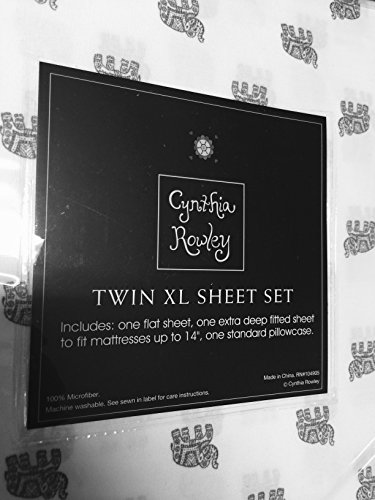 Cynthia
Rowley
TWIN XL SHEET SET
Includes: one flat sheet, one extra deep fitted sheet
to fit mattresses up to 14", one standard pillowcase.
100% Microfiber.
Machine washable. See sewn in label for care instructions.
Made in China, RN#104905
© Cynthia Rowley